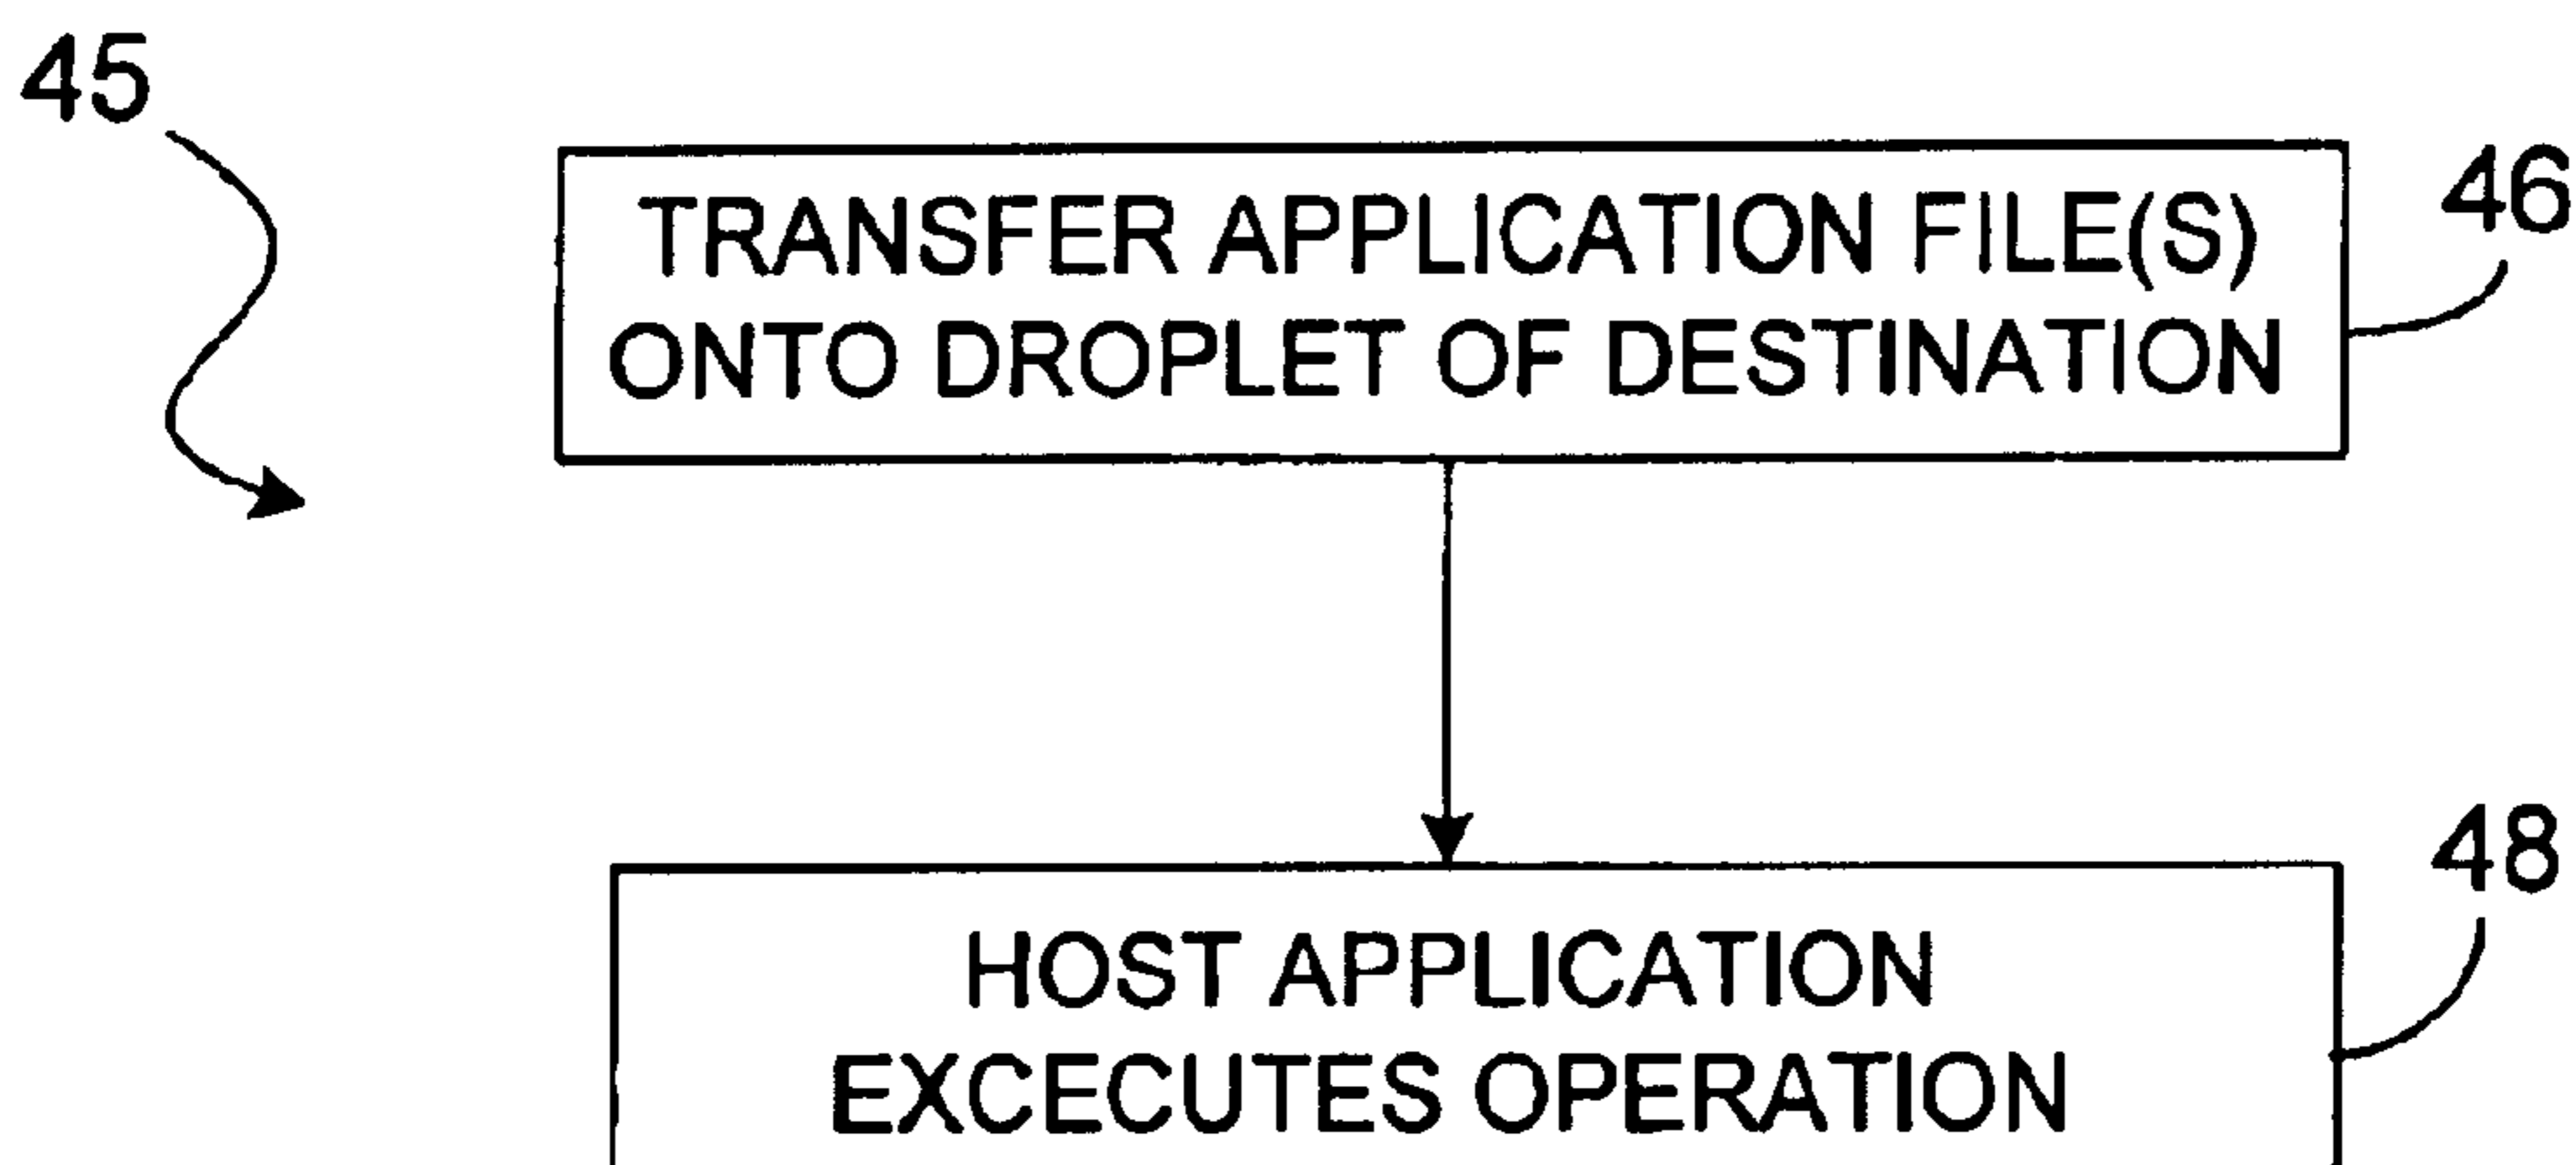 45
TRANSFER APPLICATION FILE(S)
ONTO DROPLET OF DESTINATION
46
HOST APPLICATION
EXCECUTES OPERATION
48